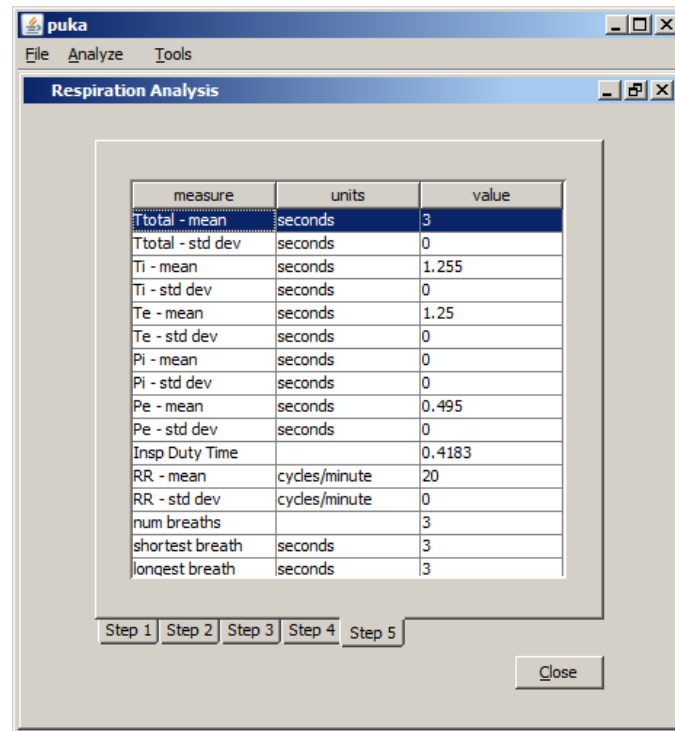 puka
File Analyze Tools
Respiration Analysis
measure units value
Ttotal - mean seconds 3
Ttotal - std dev seconds 0
Ti - mean seconds 1.255
Ti - std dev seconds 0
Te - mean seconds 1.25
Te - std dev seconds 0
Pi - mean seconds 0
Pi - std dev seconds 0
Pe - mean seconds 0.495
Pe - std dev seconds 0
Insp Duty Time 0.4183
RR - mean cycles/minute 20
RR - std dev cycles/minute 0
num breaths 3
shortest breath seconds 3
longest breath seconds 3
Step 1 Step 2 Step 3 Step 4 Step 5
Close